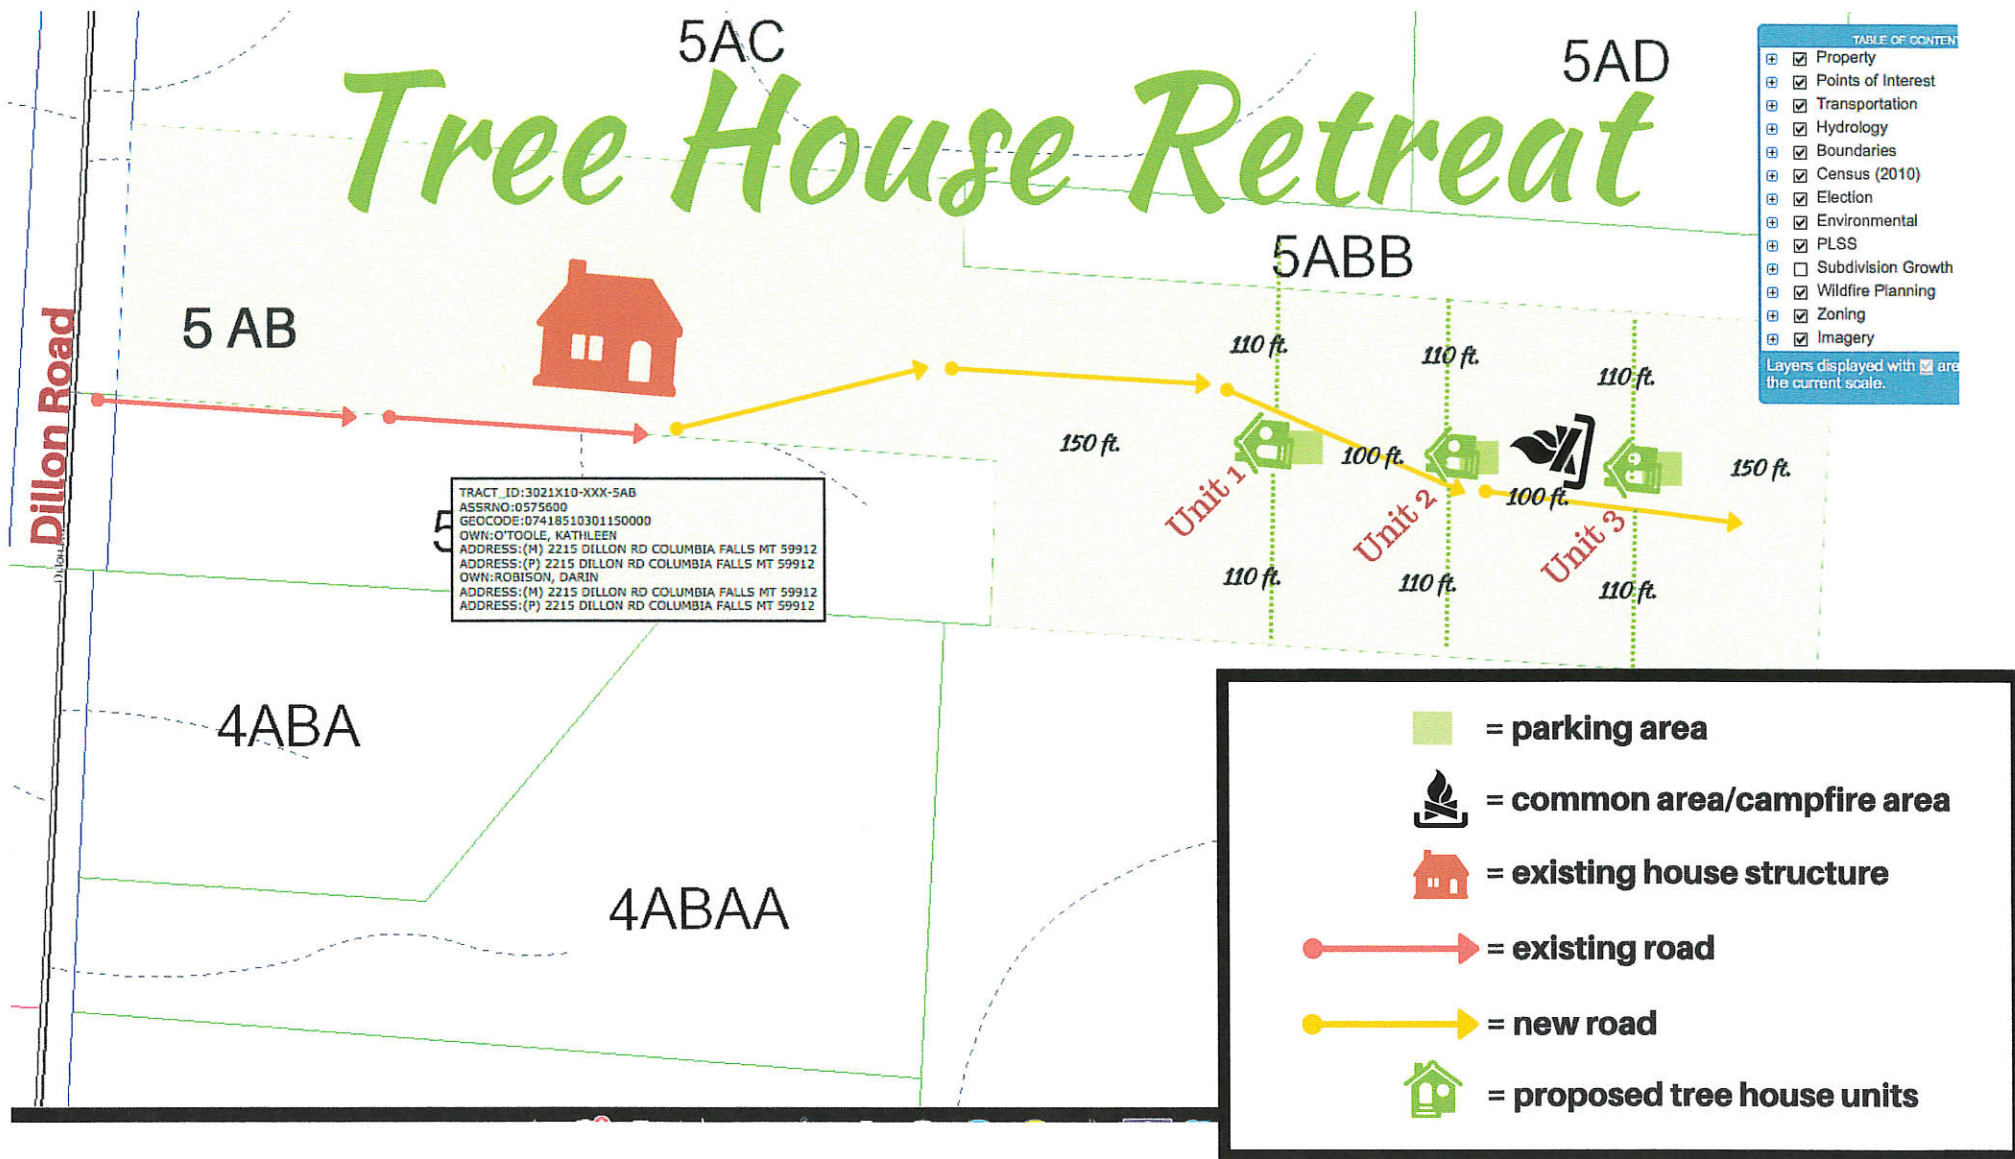 5AC
5AD
Tree House Retreat
TABLE OF CONTEN
Property
Points of Interest
Transportation
Hydrology
Boundaries
Census (2010)
Election
Environmental
PLSS
Subdivision Growth
Wildfire Planning
Zoning
Imagery
Layers displayed with are
the current scale.
5ABB
5 AB
Dillon Road
110 ft.
110 ft.
110 ft.
150 ft.
100 ft.
100 ft.
150 ft.
Unit 1
Unit 2
Unit 3
110 ft.
110 ft.
110 ft.
5
TRACT_ID:3021X10-XXX-5AB
ASSRNO:0575600
GEOCODE:07418510301150000
OWN:O'TOOLE, KATHLEEN
ADDRESS:(M) 2215 DILLON RD COLUMBIA FALLS MT 59912
ADDRESS:(P) 2215 DILLON RD COLUMBIA FALLS MT 59912
OWN:ROBISON, DARIN
ADDRESS:(M) 2215 DILLON RD COLUMBIA FALLS MT 59912
ADDRESS:(P) 2215 DILLON RD COLUMBIA FALLS MT 59912
4ABA
4ABAA
= parking area
= common area/campfire area
= existing house structure
= existing road
= new road
= proposed tree house units